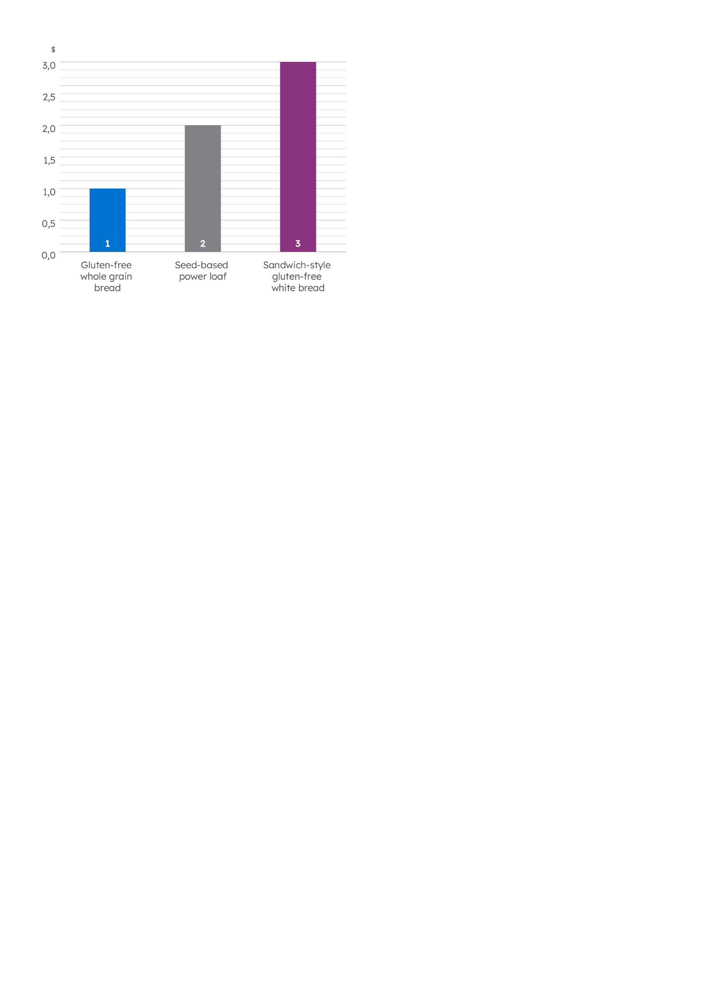 $
3,0
2,5
2,0
1,5
1,0
0,5
0,0
1
2
3
Gluten-free
whole grain
bread
Seed-based
power loaf
Sandwich-style
gluten-free
white bread